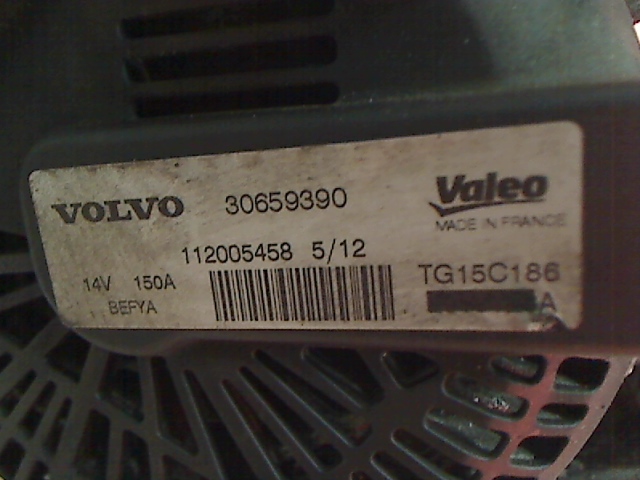 VOLVO 30659390 Valeo
MADE IN FRANCE
112005458 5/12
14V 150A TG15C186
BEFYA A